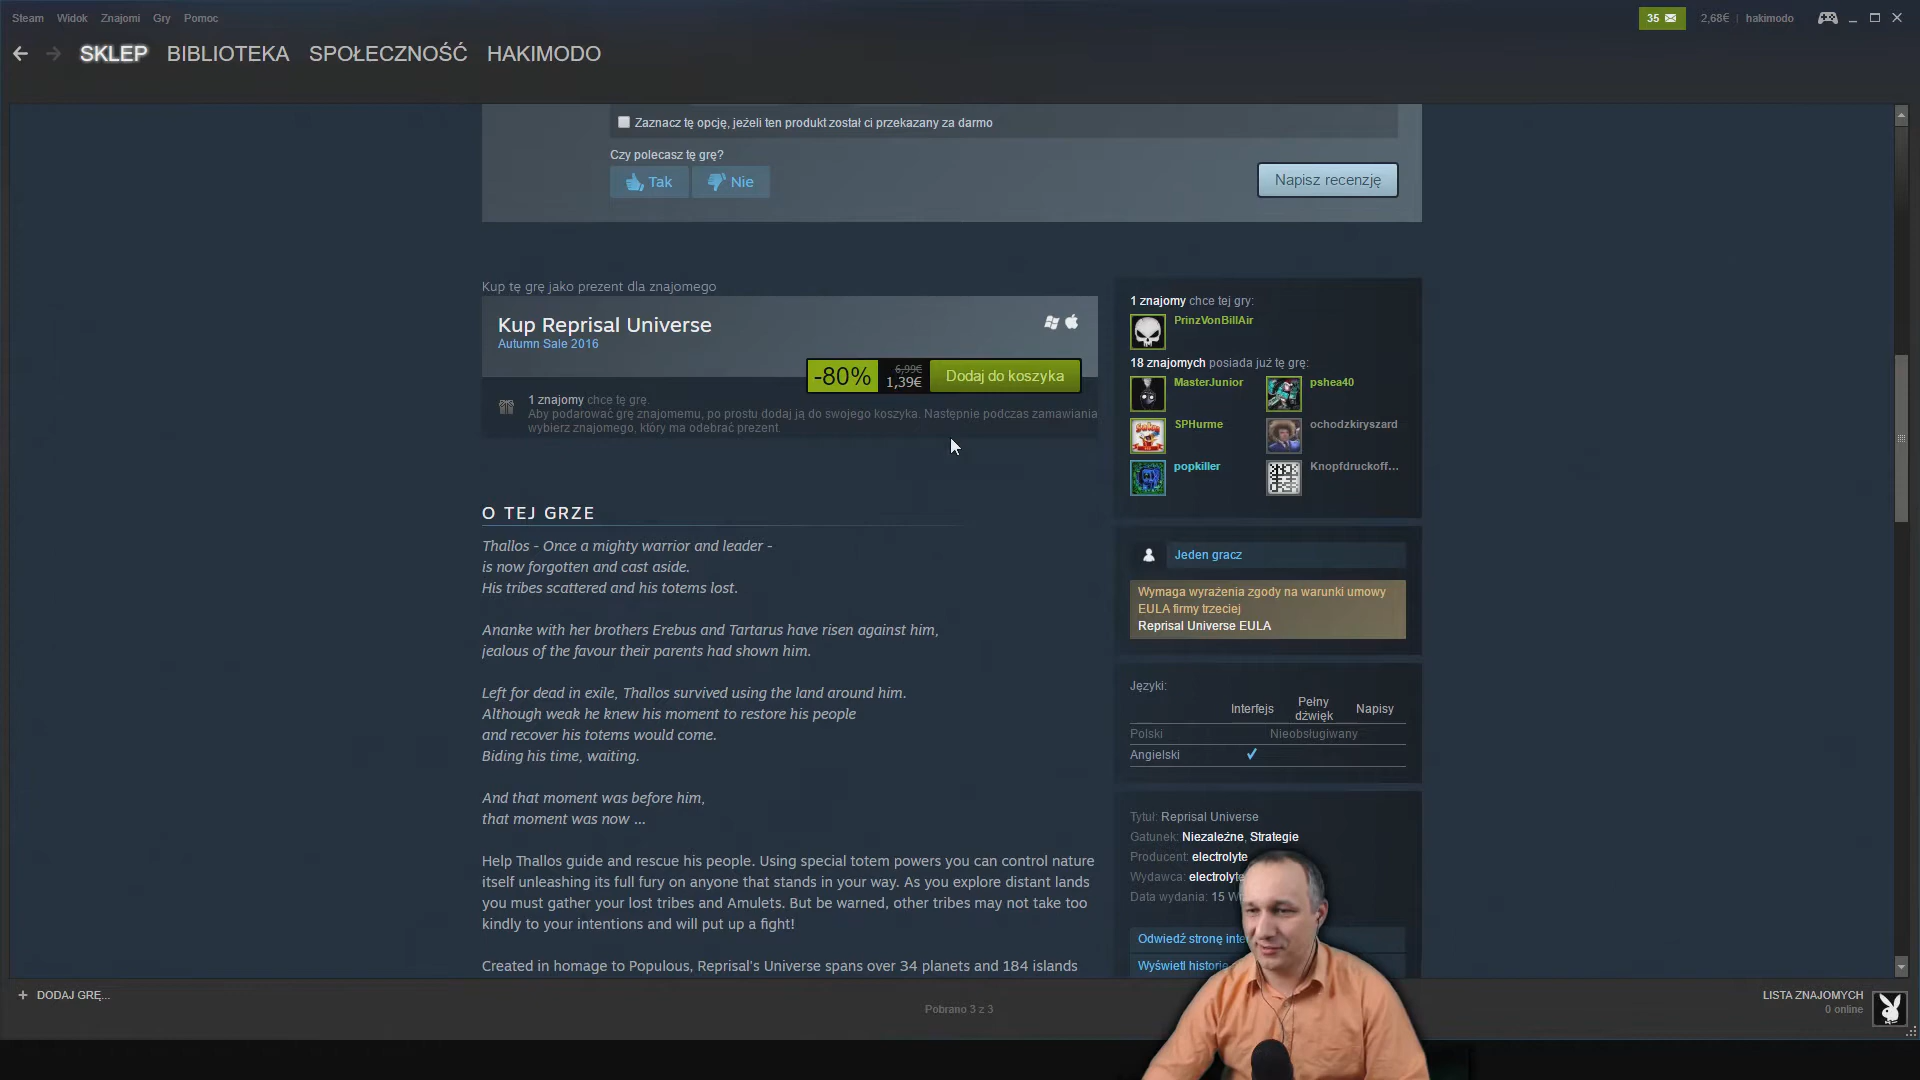 Steam Widok Znajomi Gry Pomoc
35
2,68€ | hakimodo
SKLEP BIBLIOTEKA SPOŁECZNOŚĆ HAKIMODO
Zaznacz tę opcję, jeżeli ten produkt został ci przekazany za darmo
Czy polecasz tę grę?
Tak Nie
Napisz recenzję
Kup tę grę jako prezent dla znajomego
Kup Reprisal Universe
Autumn Sale 2016
-80% 6,99€ 1,39€ Dodaj do koszyka
1 znajomy chce tę grę.
Aby podarować grę znajomemu, po prostu dodaj ją do swojego koszyka. Następnie podczas zamawiania
wybierz znajomego, który ma odebrać prezent.
O TEJ GRZE
Thallos - Once a mighty warrior and leader -
is now forgotten and cast aside.
His tribes scattered and his totems lost.
Ananke with her brothers Erebus and Tartarus have risen against him,
jealous of the favour their parents had shown him.
Left for dead in exile, Thallos survived using the land around him.
Although weak he knew his moment to restore his people
and recover his totems would come.
Biding his time, waiting.
And that moment was before him,
that moment was now ...
Help Thallos guide and rescue his people. Using special totem powers you can control nature
itself unleashing its full fury on anyone that stands in your way. As you explore distant lands
you must gather your lost tribes and Amulets. But be warned, other tribes may not take too
kindly to your intentions and will put up a fight!
Created in homage to Populous, Reprisal's Universe spans over 34 planets and 184 islands
1 znajomy chce tej gry:
PrinzVonBillAir
18 znajomych posiada już tę grę:
MasterJunior pshea40
SPHurme ochodzkiryszard
popkiller Knopfdruckoff...
Jeden gracz
Wymaga wyrażenia zgody na warunki umowy
EULA firmy trzeciej
Reprisal Universe EULA
Języki:
Interfejs Pełny dźwięk Napisy
Polski Nieobsługiwany
Angielski ✔
Tytuł: Reprisal Universe
Gatunek: Niezależne, Strategie
Producent: electrolyte
Wydawca: electrolyte
Data wydania: 15 W
Odwiedź stronę inte
Wyświetl historię
+ DODAJ GRĘ...
Pobrano 3 z 3
LISTA ZNAJOMYCH
0 online